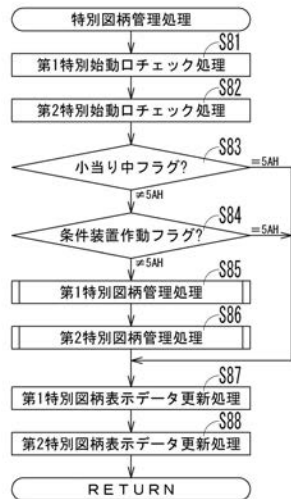 特別図柄管理処理
S81
第1特別始動口チェック処理
S82
第2特別始動口チェック処理
S83
小当り中フラグ?
=5AH
≠5AH
S84
条件装置作動フラグ?
=5AH
≠5AH
S85
第1特別図柄管理処理
S86
第2特別図柄管理処理
S87
第1特別図柄表示データ更新処理
S88
第2特別図柄表示データ更新処理
RETURN